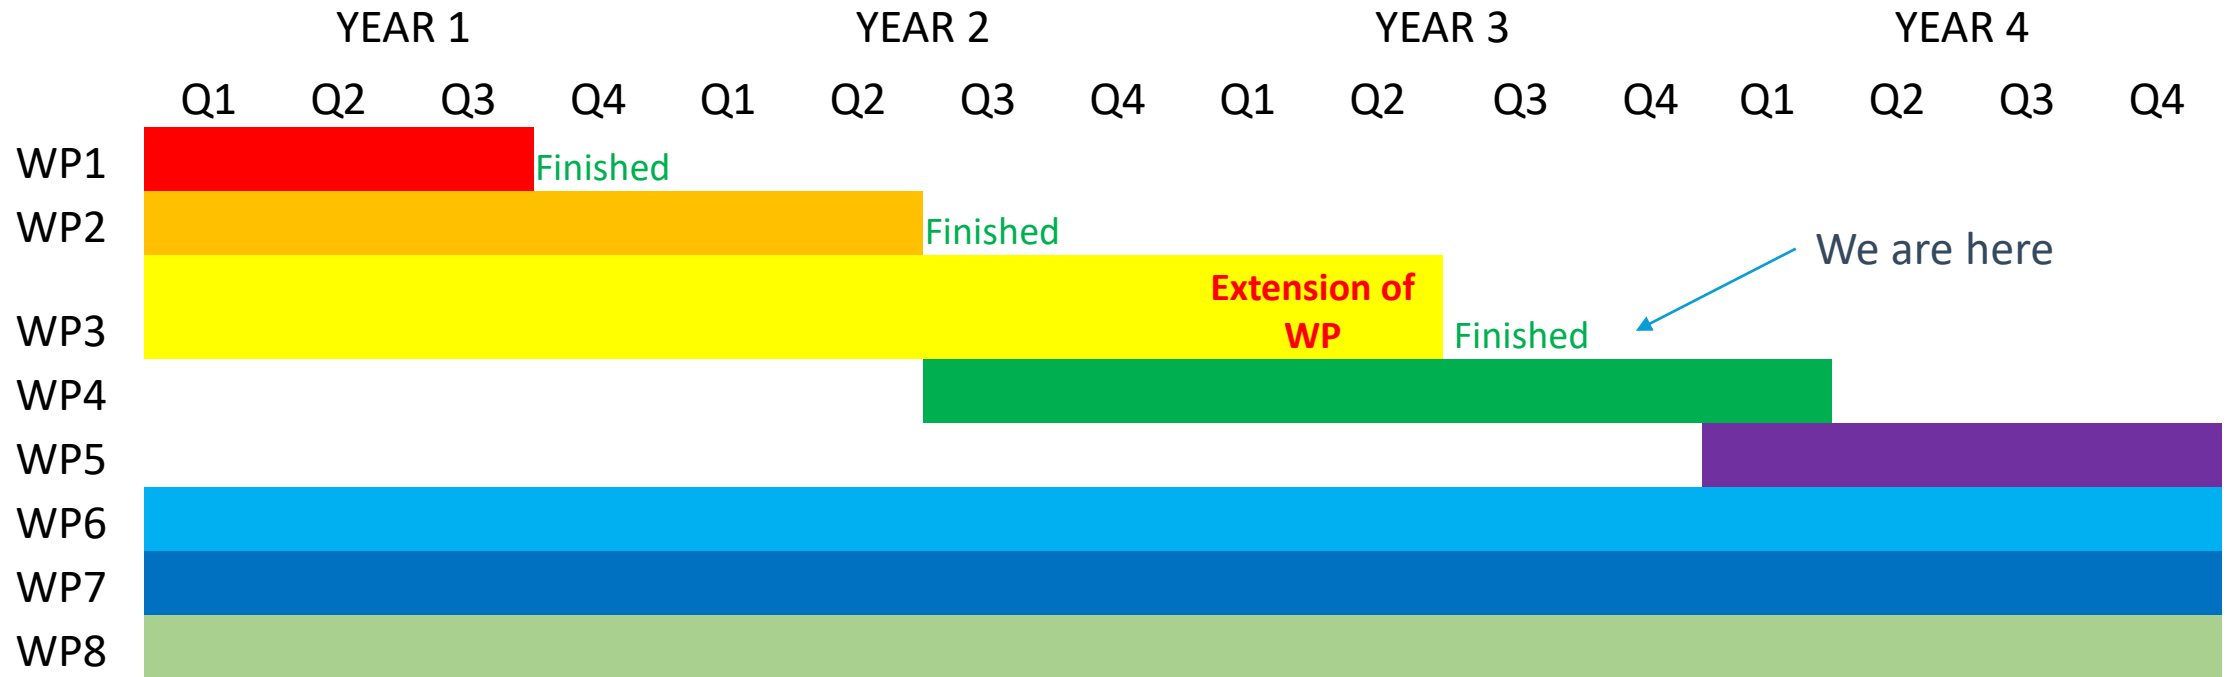 YEAR 1 YEAR 2 YEAR 3 YEAR 4
Q1 Q2 Q3 Q4 Q1 Q2 Q3 Q4 Q1 Q2 Q3 Q4 Q1 Q2 Q3 Q4
WP1 Finished
WP2 Finished
We are here
Extension of
WP3 WP Finished
WP4
WP5
WP6
WP7
WP8